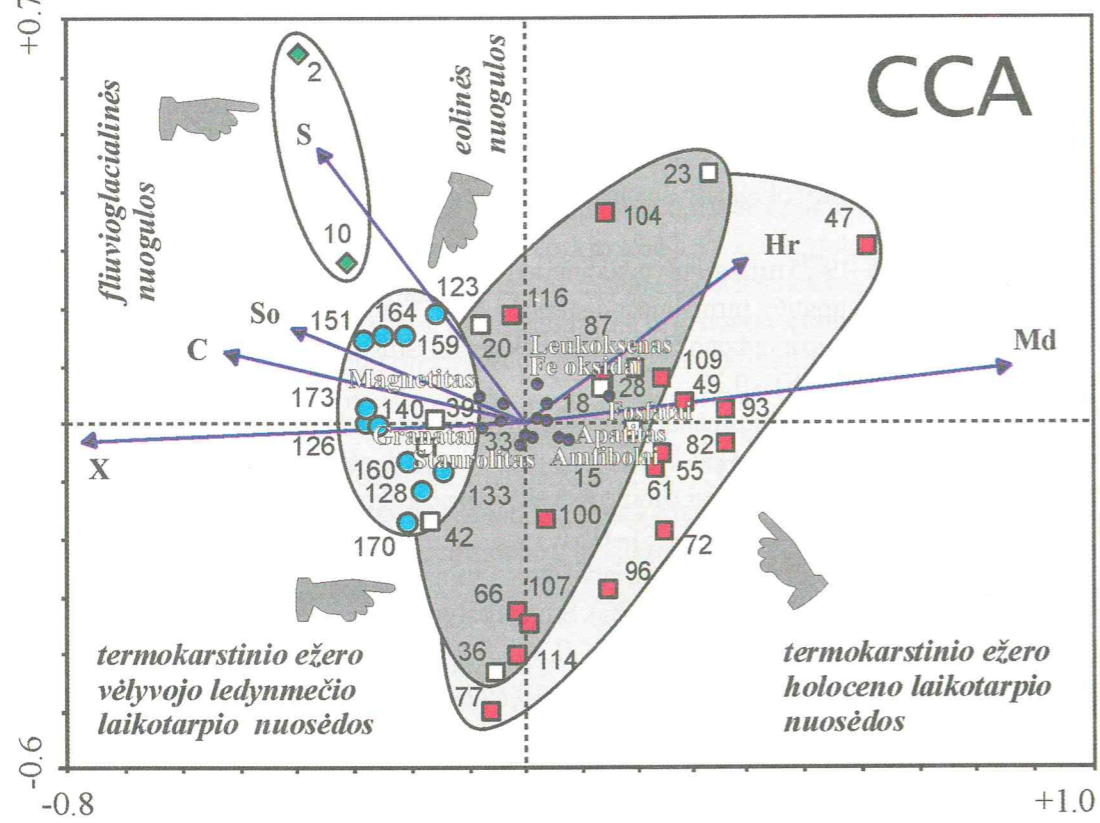 CCA
+0.7
2
S
eolinės
nuogulos
fliuvioglacialinės
nuogulos
10
23
104
47
Hr
123
So
151
164
116
159
20
87
C
Leukoksenas
Fe oksidai
109
Md
Magnetitas
28
49
173
140
39
18
Fosfatai
93
126
Granatai
33
Apatitas
82
X
160
Staurolitas
Amfibolai
55
128
133
15
61
170
42
100
72
66
107
96
36
114
77
termokarstinio ežero
vėlyvojo ledynmečio
laikotarpio nuosėdos
termokarstinio ežero
holoceno laikotarpio
nuosėdos
-0.6
-0.8
+1.0